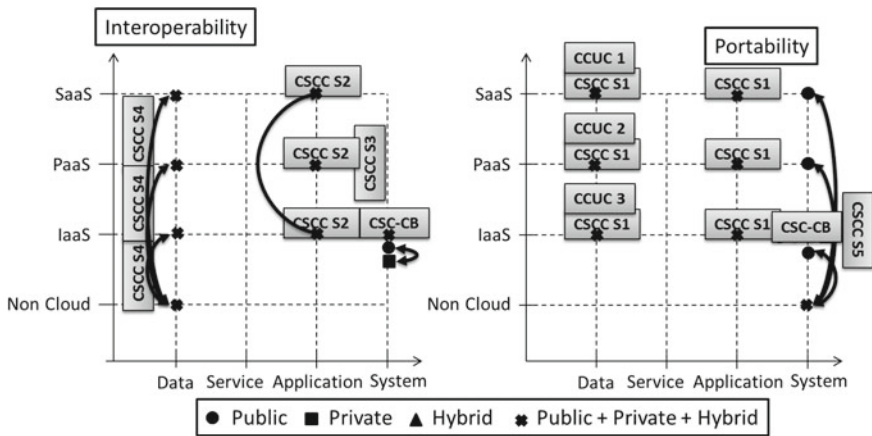 Interoperability
SaaS
PaaS
IaaS
Non Cloud
CSCC S4
CSCC S4
CSCC S4
CSCC S2
CSCC S2
CSCC S3
CSCC S2
CSC-CB
Data
Service
Application
System
Portability
SaaS
PaaS
IaaS
Non Cloud
CCUC 1
CSCC S1
CSCC S1
CCUC 2
CSCC S1
CSCC S1
CCUC 3
CSCC S1
CSCC S1
CSC-CB
CSCC S5
Data
Service
Application
System
Public
Private
Hybrid
Public + Private + Hybrid